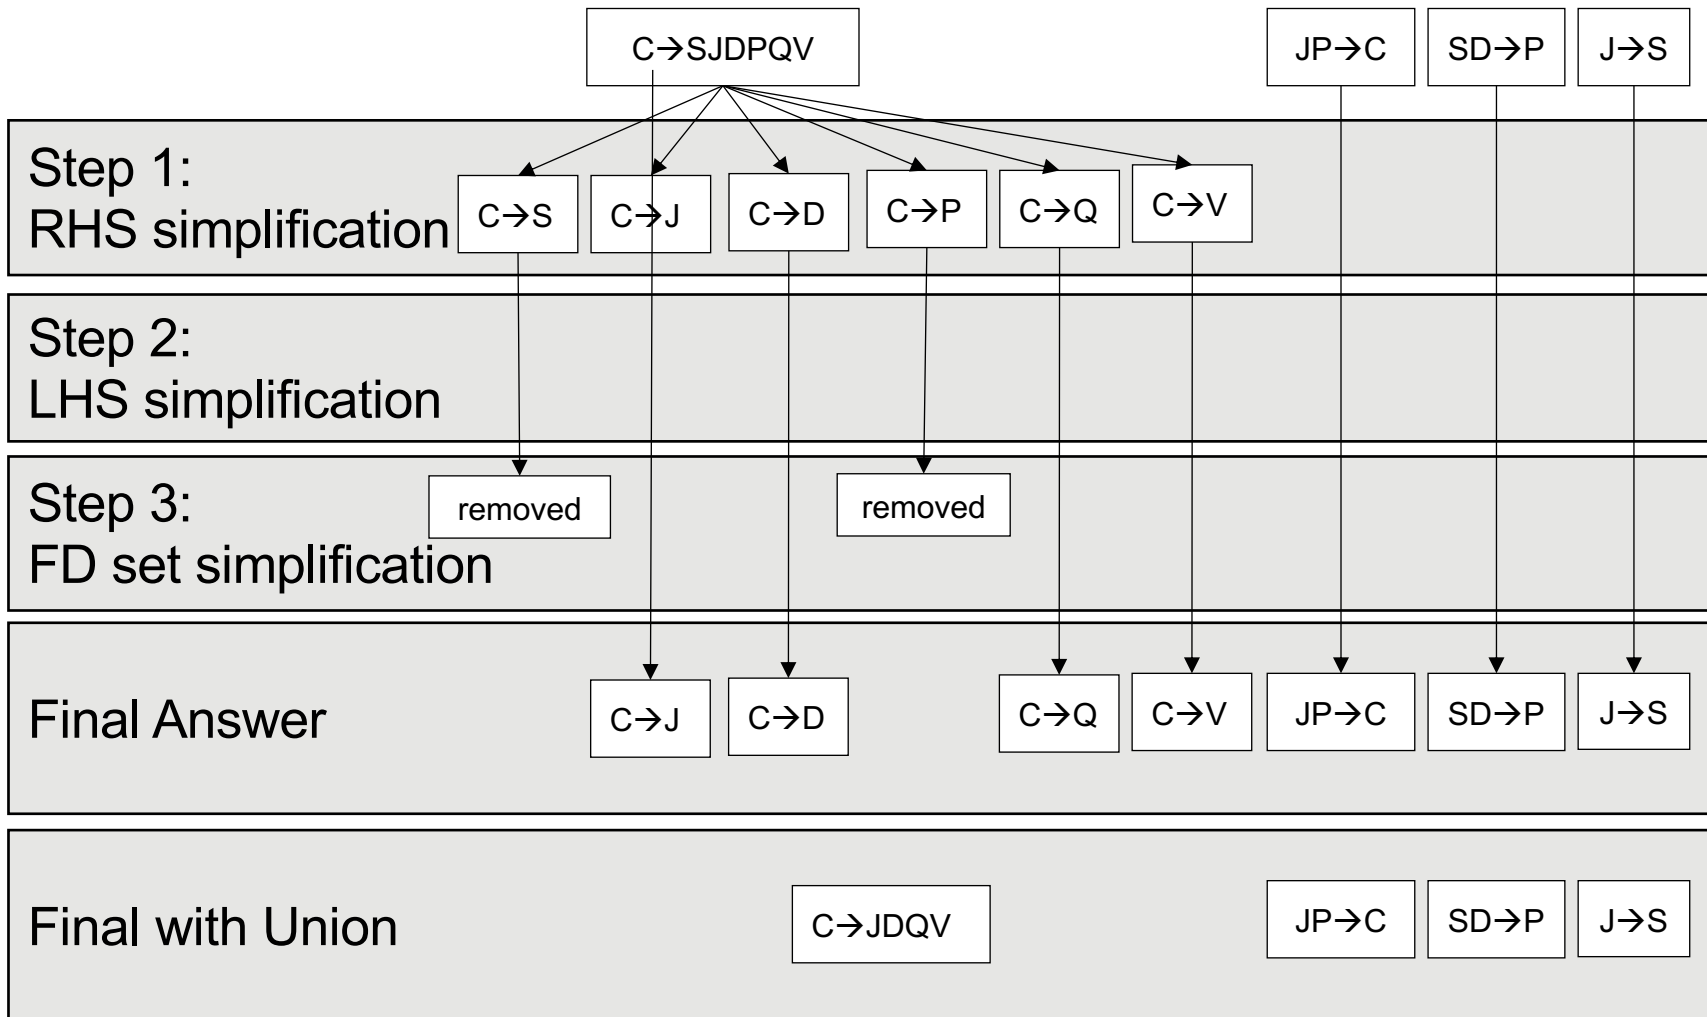 C→SJDPQV
JP→C
SD→P
J→S
Step 1:
RHS simplification
C→S
C→J
C→D
C→P
C→Q
C→V
Step 2:
LHS simplification
Step 3:
FD set simplification
removed
removed
Final Answer
C→J
C→D
C→Q
C→V
JP→C
SD→P
J→S
Final with Union
C→JDQV
JP→C
SD→P
J→S